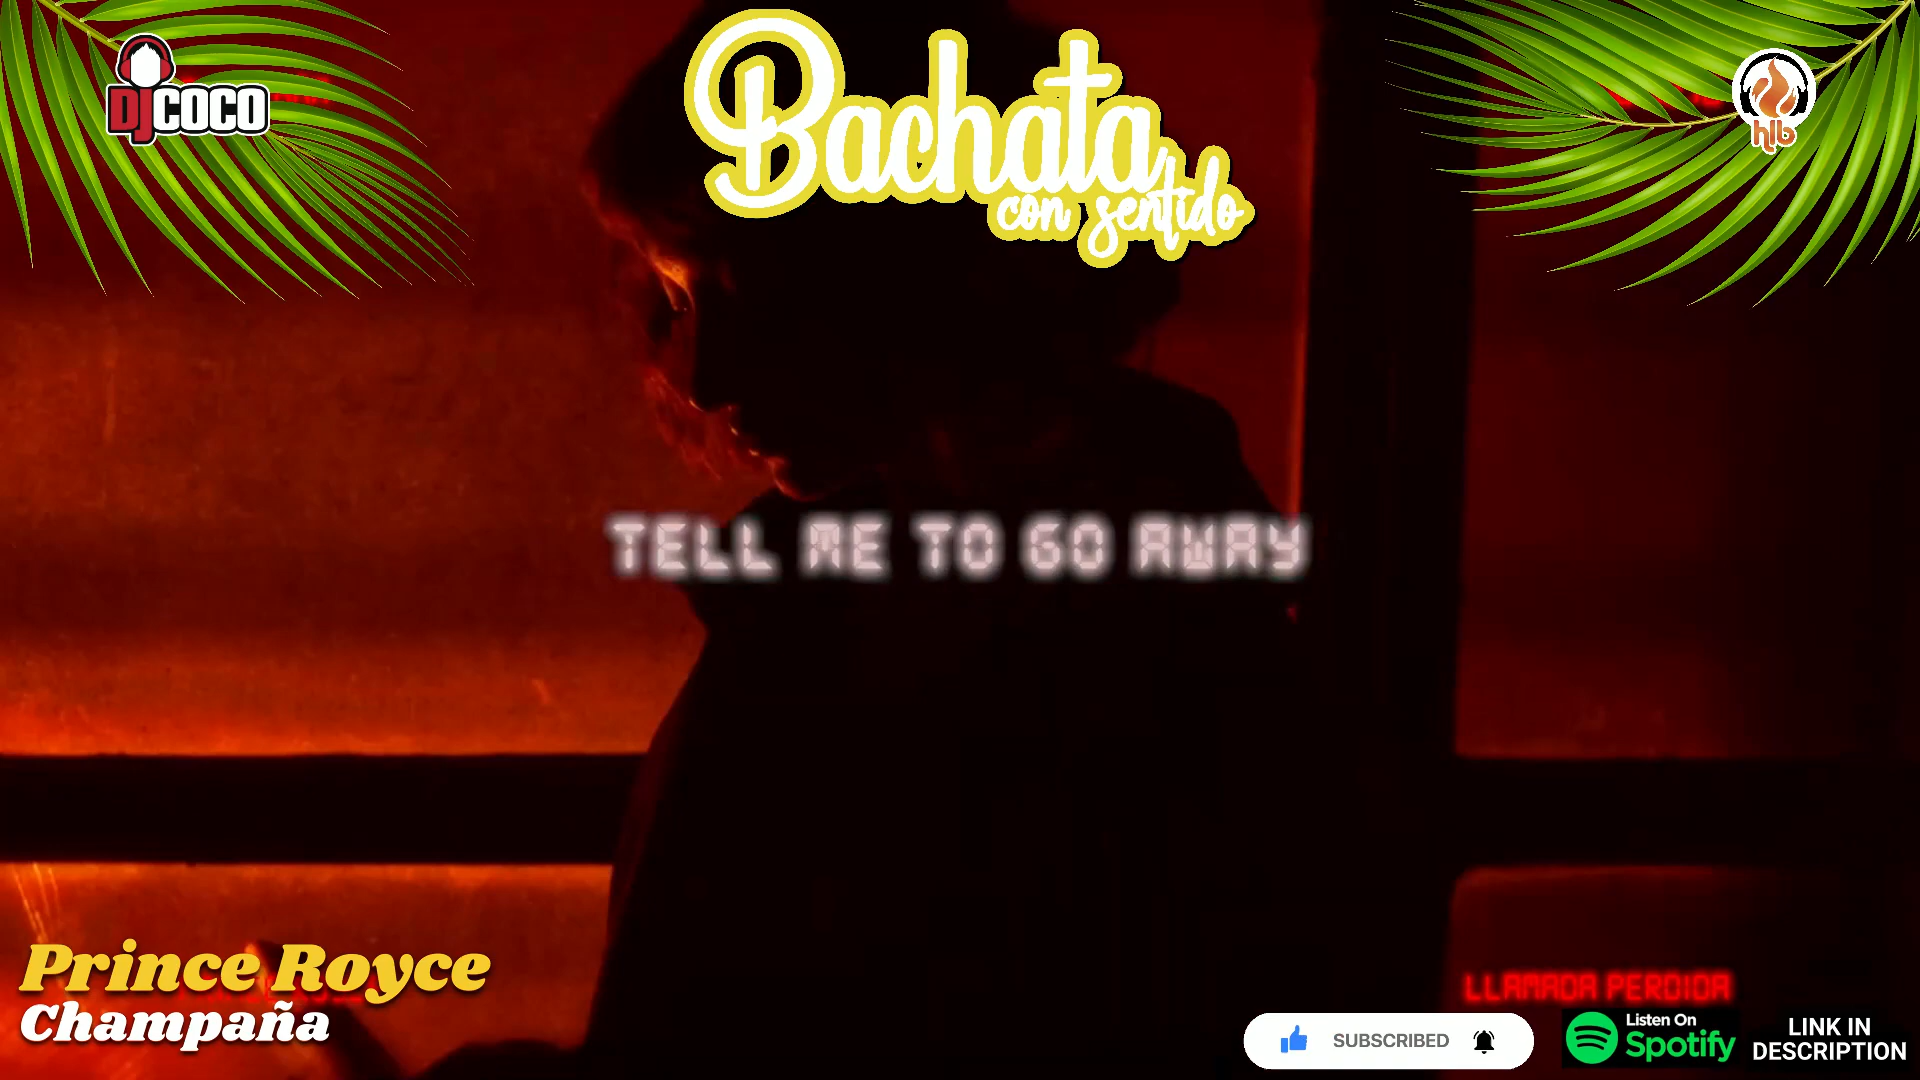 DJ COCO
Bachata
con sentido
hlb
TELL ME TO GO AWAY
Prince Royce
Champaña
LLAMADA PERDIDA
SUBSCRIBED
Listen On
Spotify
LINK IN
DESCRIPTION